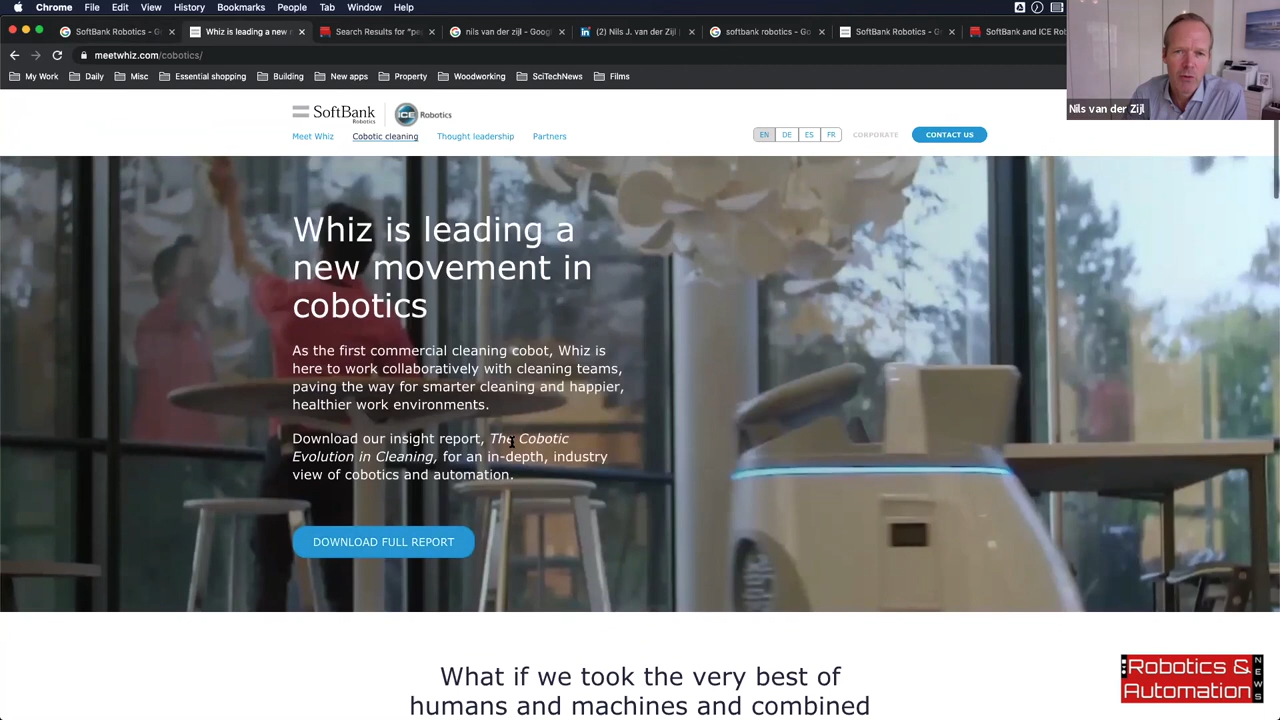 Chrome File Edit View History Bookmarks People Tab Window Help
SoftBank Robotics - G
Whiz is leading a new
Search Results for "pe
nils van der zijl - Goog
(2) Nils J. van der Zijl
softbank robotics - G
SoftBank Robotics - G
SoftBank and ICE Ro
meetwhiz.com/cobotics/
My Work Daily Misc Essential shopping Building New apps Property Woodworking SciTechNews Films
Nils van der Zijl
SoftBank
Robotics
ICE Robotics
Meet Whiz Cobotic cleaning Thought leadership Partners
EN DE ES FR CORPORATE CONTACT US
Whiz is leading a
new movement in
cobotics
As the first commercial cleaning cobot, Whiz is
here to work collaboratively with cleaning teams,
paving the way for smarter cleaning and happier,
healthier work environments.
Download our insight report, The Cobotic
Evolution in Cleaning, for an in-depth, industry
view of cobotics and automation.
DOWNLOAD FULL REPORT
What if we took the very best of
humans and machines and combined
Robotics &
Automation
NEWS